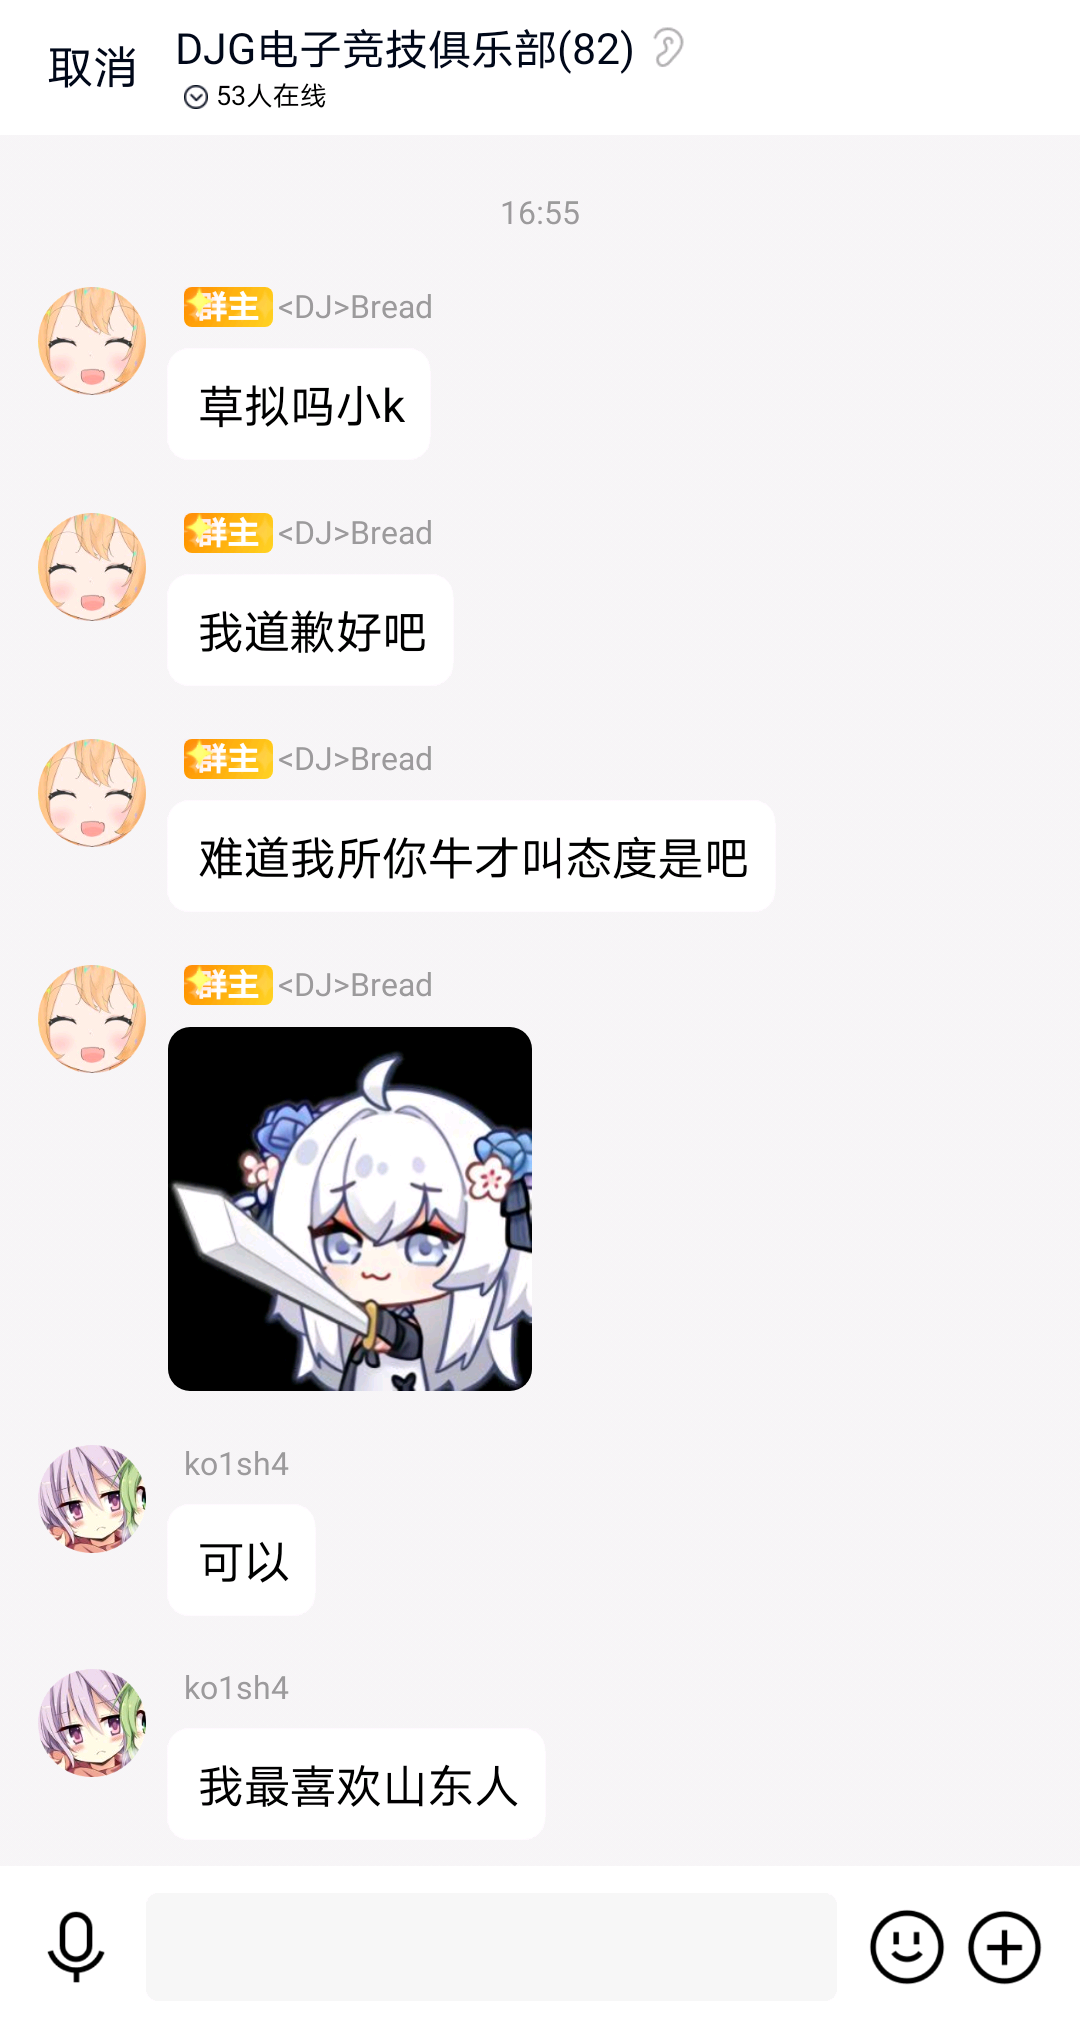 取消
DJG电子竞技俱乐部(82)
53人在线
16:55
群主 <DJ>Bread
草拟吗小k
群主 <DJ>Bread
我道歉好吧
群主 <DJ>Bread
难道我所你牛才叫态度是吧
群主 <DJ>Bread
ko1sh4
可以
ko1sh4
我最喜欢山东人